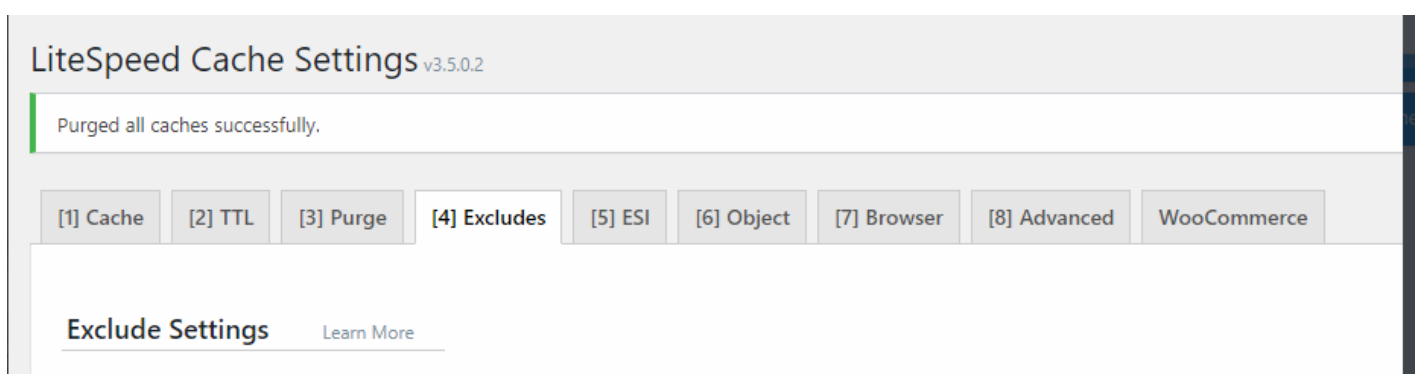 LiteSpeed Cache Settings v3.5.0.2
Purged all caches successfully.
[1] Cache [2] TTL [3] Purge [4] Excludes [5] ESI [6] Object [7] Browser [8] Advanced WooCommerce
Exclude Settings Learn More